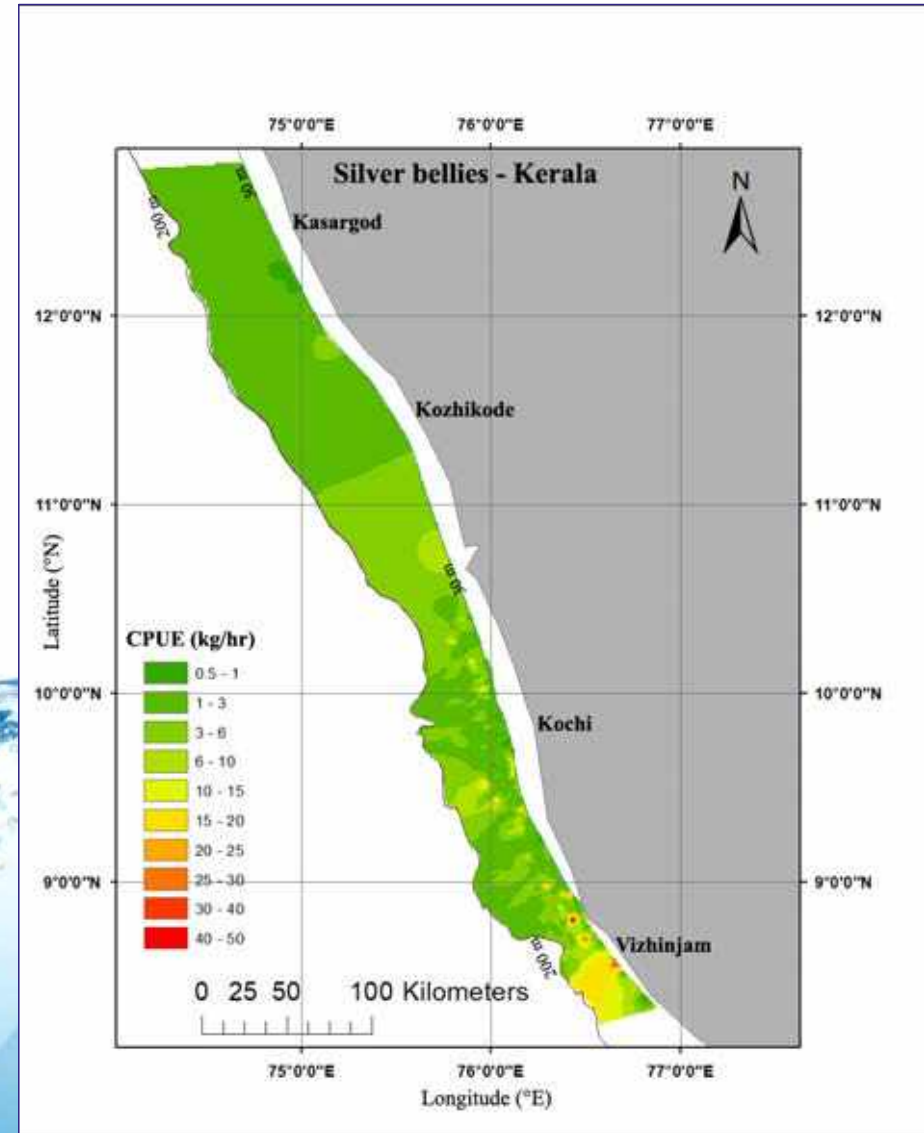 75°0'0"E 76°0'0"E 77°0'0"E
Silver bellies - Kerala
N
200 m
50 m
Kasargod
12°0'0"N 12°0'0"N
Kozhikode
11°0'0"N 11°0'0"N
Latitude (°N)
50 m
CPUE (kg/hr)
0.5 - 1
1 - 3
3 - 6
6 - 10
10 - 15
15 - 20
20 - 25
25 - 30
30 - 40
40 - 50
10°0'0"N 10°0'0"N
Kochi
9°0'0"N 9°0'0"N
Vizhinjam
200 m
0 25 50 100 Kilometers
75°0'0"E 76°0'0"E 77°0'0"E
Longitude (°E)